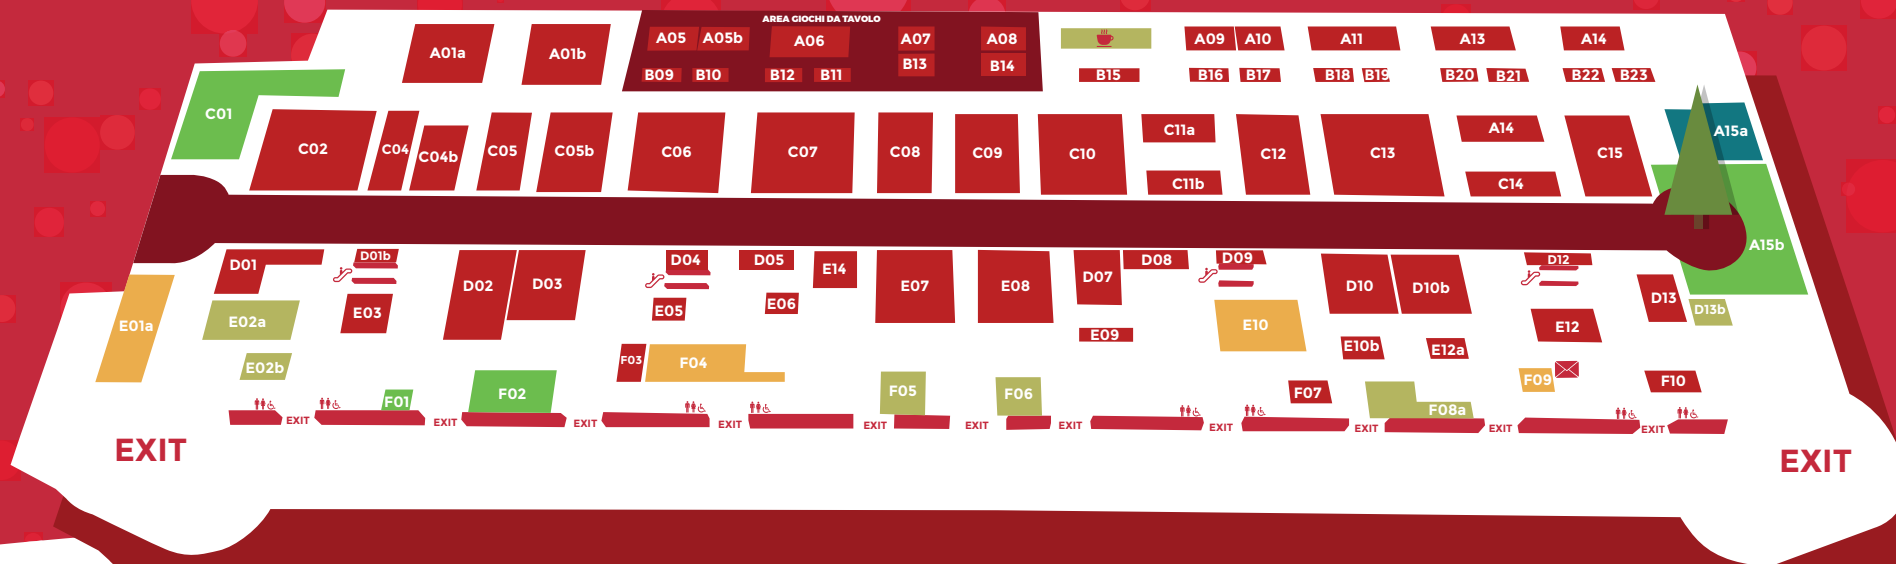 AREA GIOCHI DA TAVOLO
A01a A01b A05 A05b A06 A07 A08 A09 A10 A11 A13 A14
B09 B10 B12 B11 B13 B14 B15 B16 B17 B18 B19 B20 B21 B22 B23
C01 C02 C04 C04b C05 C05b C06 C07 C08 C09 C10 C11a C12 C13 A14 C15 A15a
C11b C14
A15b
D01 D01b D02 D03 D04 D05 E14 E07 E08 D07 D08 D09 D10 D10b D12 D13 D13b
E01a E02a E03 E05 E06 E09 E10 E12
E02b F03 F04 E10b E12a
F01 F02 F05 F06 F07 F08a F09 F10
EXIT EXIT EXIT EXIT EXIT EXIT EXIT EXIT EXIT EXIT EXIT
EXIT EXIT